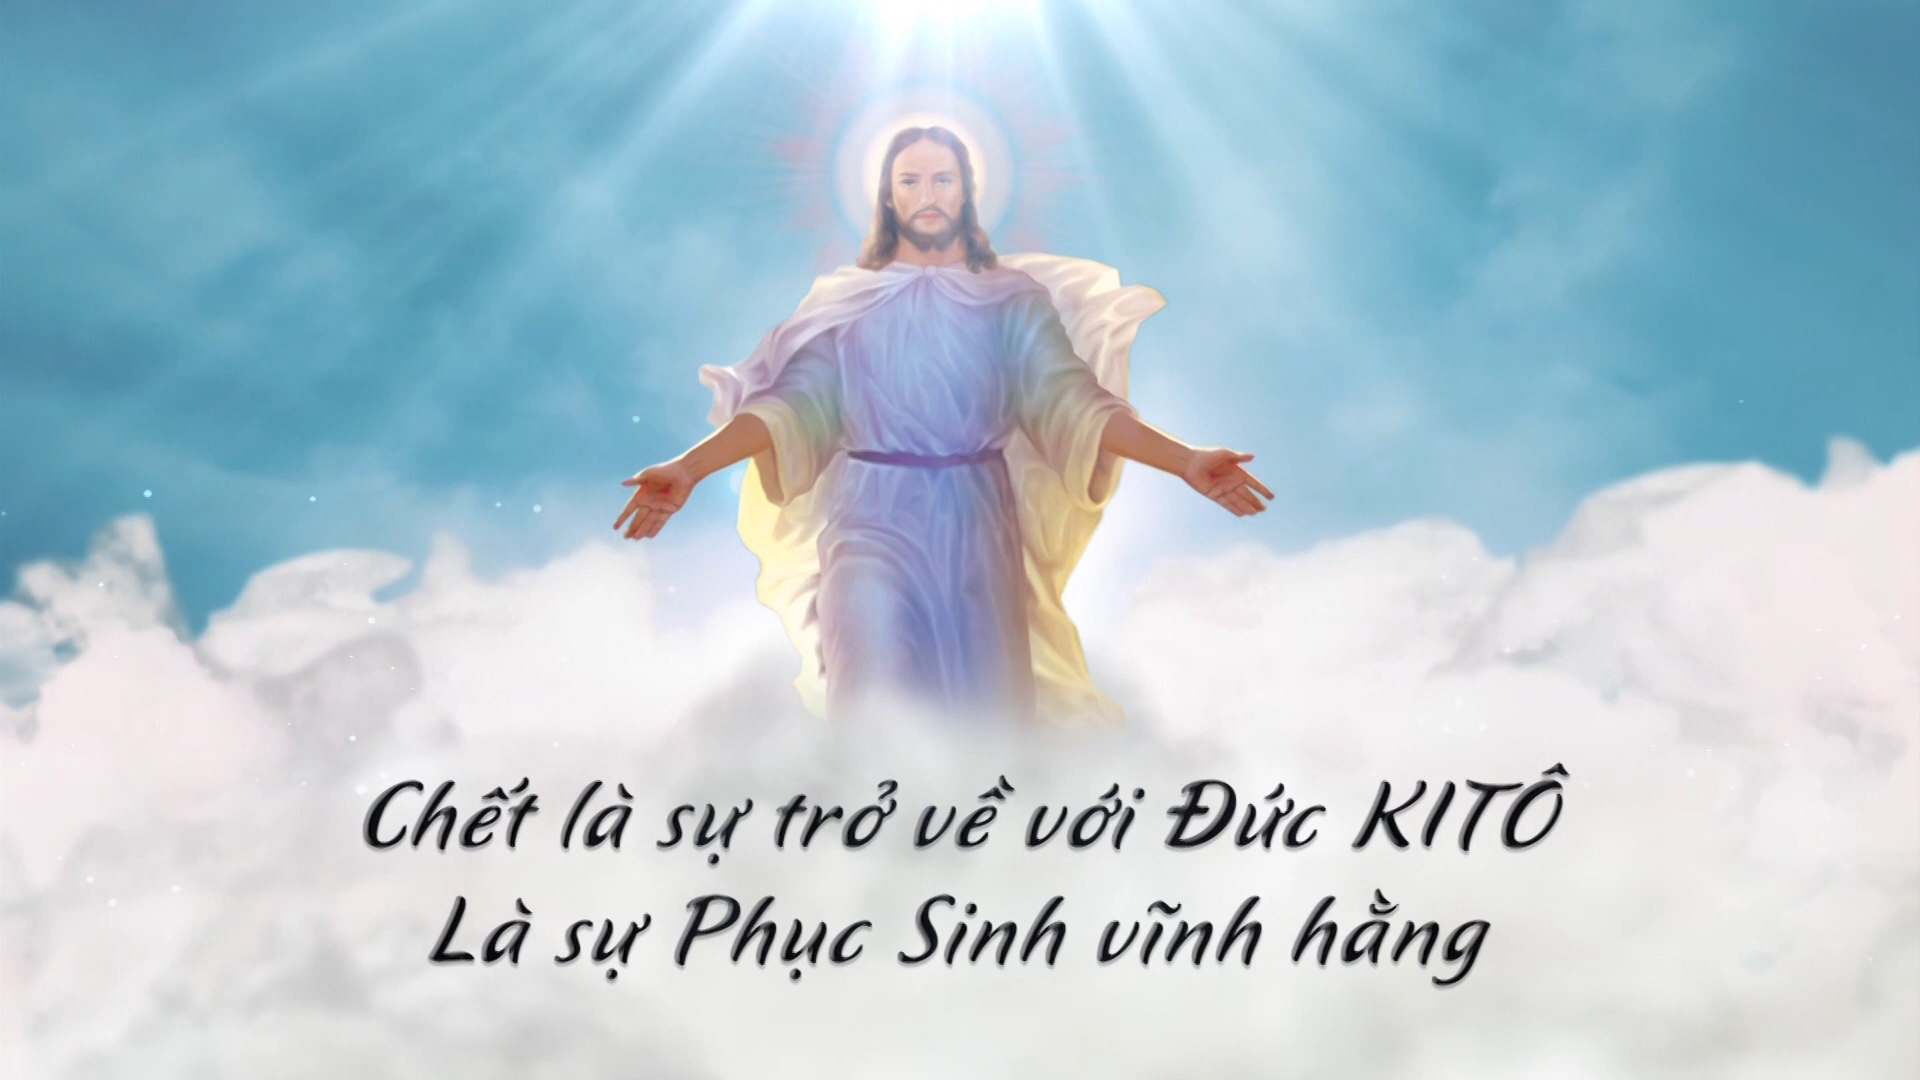 Chết là sự trở về với Đức KITÔ
Là sự Phục Sinh vĩnh hằng